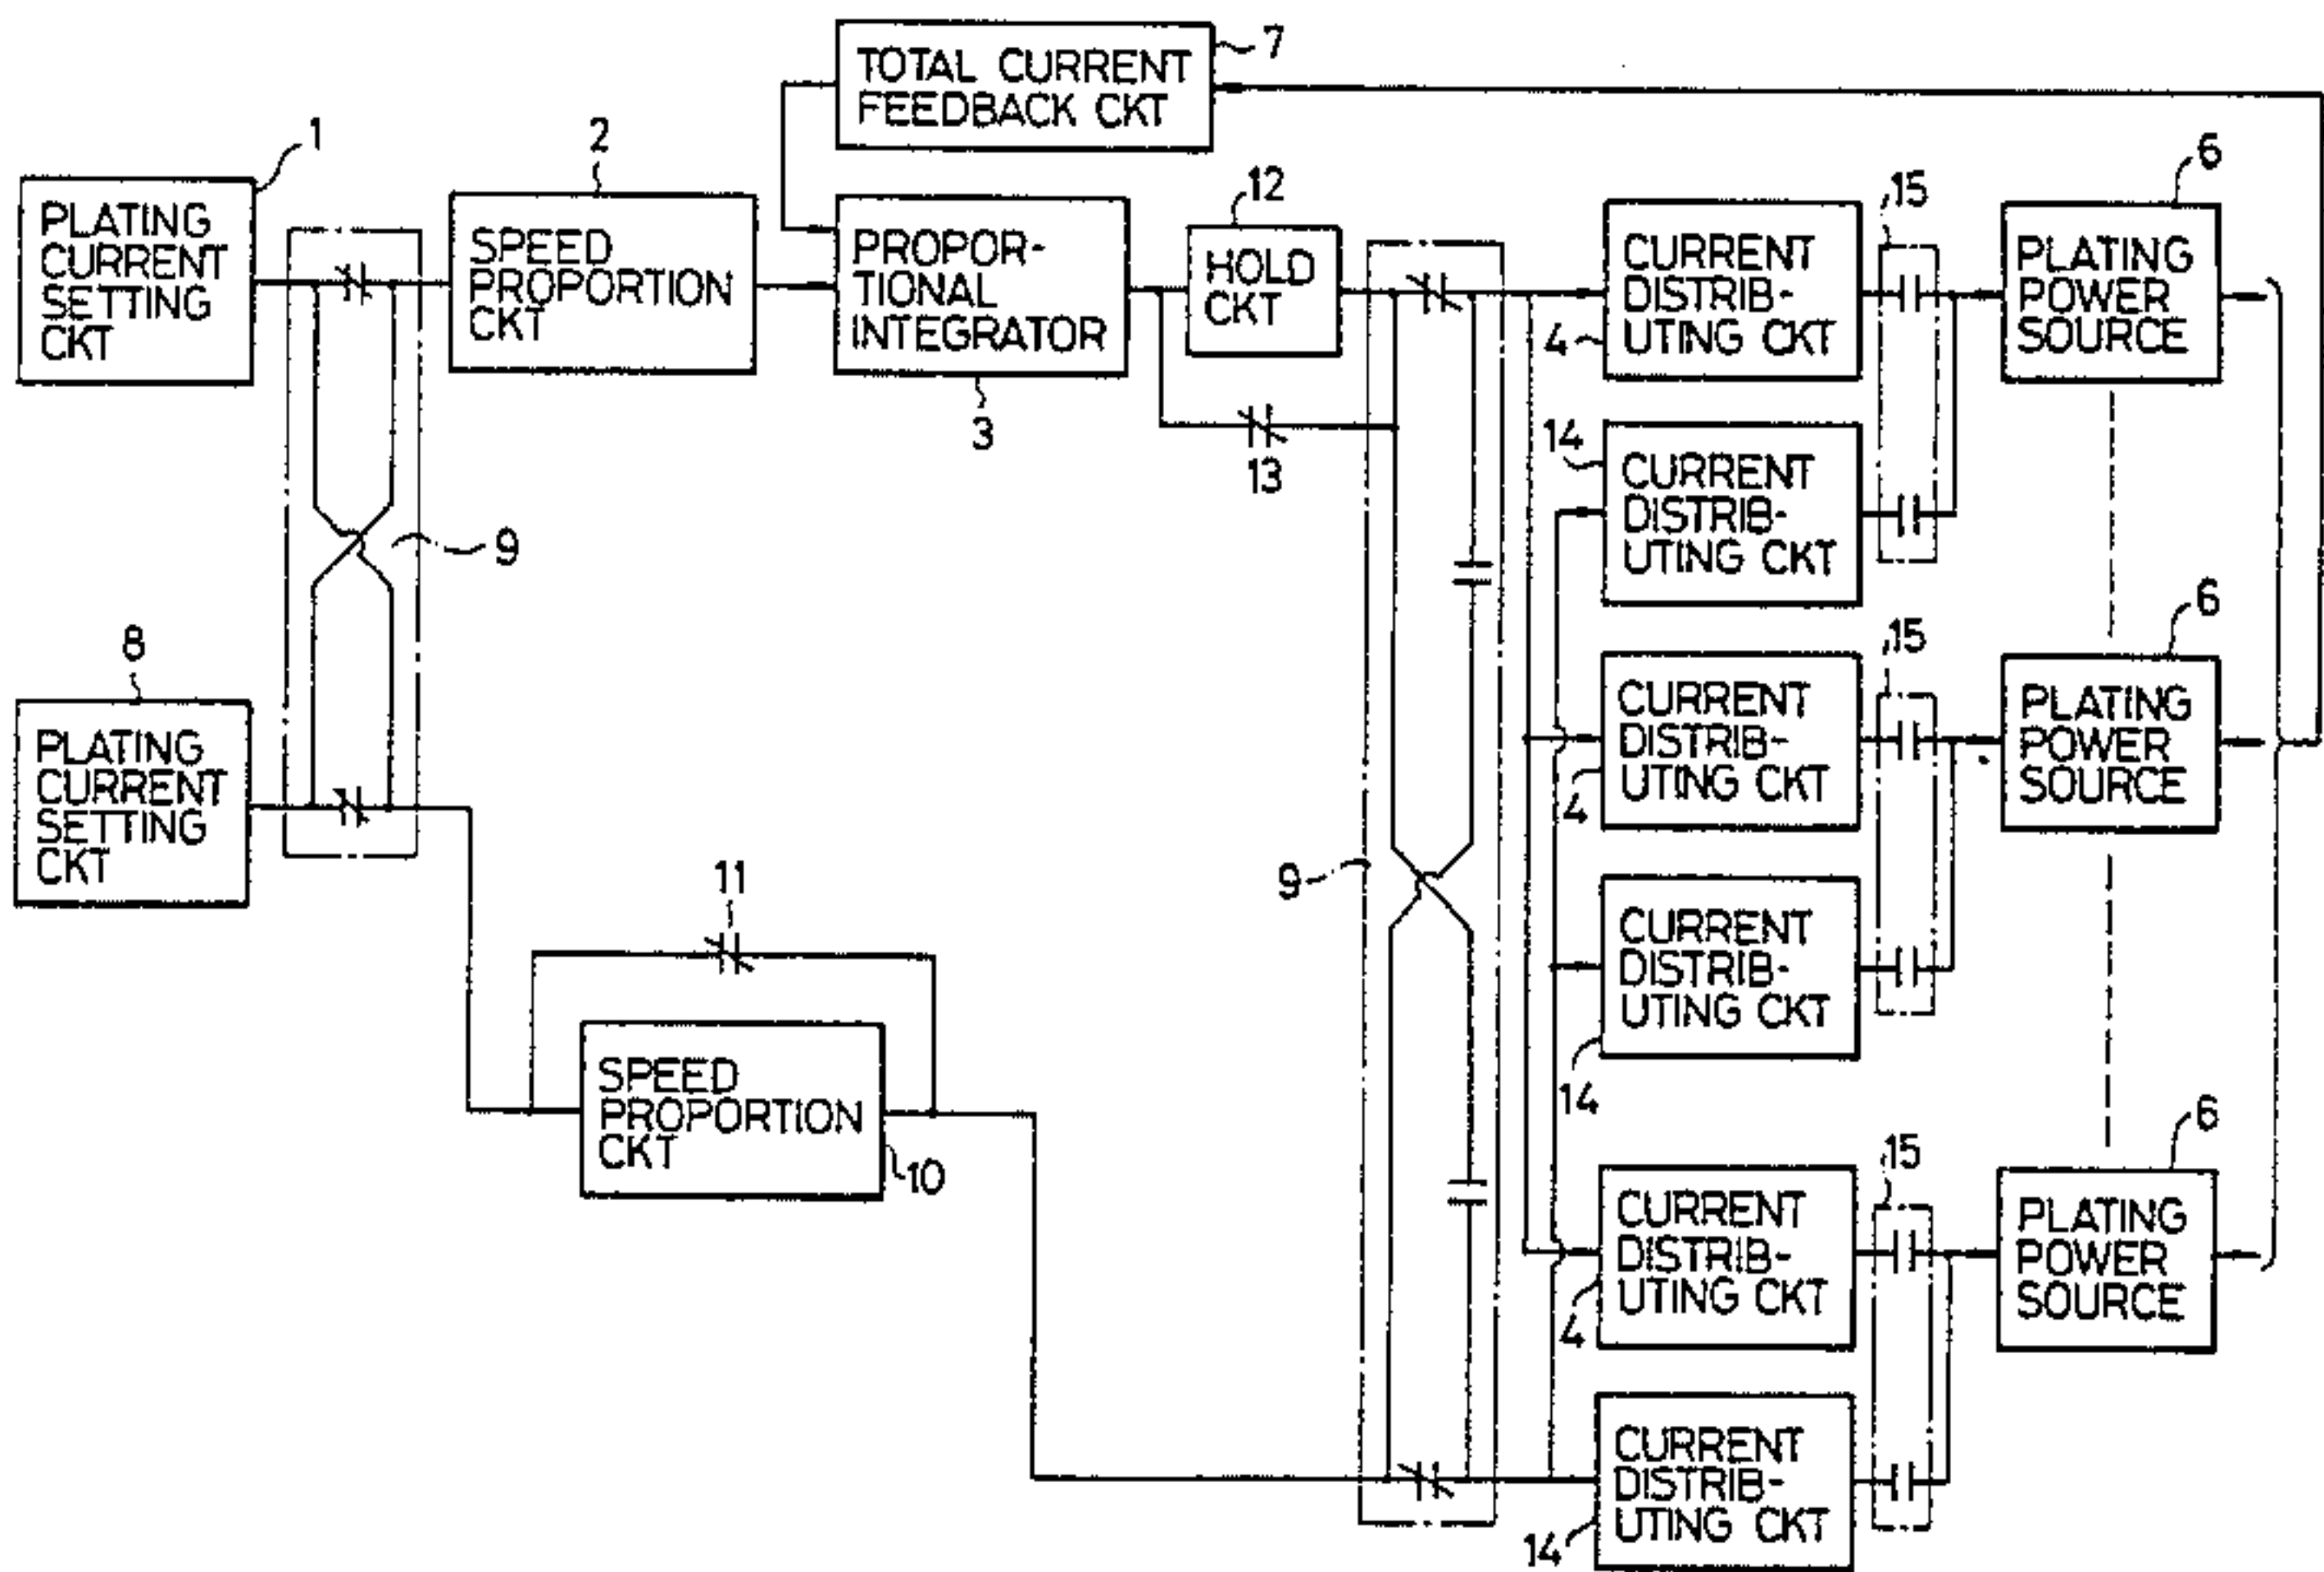 TOTAL CURRENT
FEEDBACK CKT
7
1
PLATING
CURRENT
SETTING
CKT
2
SPEED
PROPORTION
CKT
PROPOR-
TIONAL
INTEGRATOR
3
12
HOLD
CKT
13
9
15
CURRENT
DISTRIB-
UTING CKT
4
6
PLATING
POWER
SOURCE
14
CURRENT
DISTRIB-
UTING CKT
8
PLATING
CURRENT
SETTING
CKT
15
CURRENT
DISTRIB-
UTING CKT
4
6
PLATING
POWER
SOURCE
9
CURRENT
DISTRIB-
UTING CKT
14
11
SPEED
PROPORTION
CKT
10
15
CURRENT
DISTRIB-
UTING CKT
4
6
PLATING
POWER
SOURCE
CURRENT
DISTRIB-
UTING CKT
14